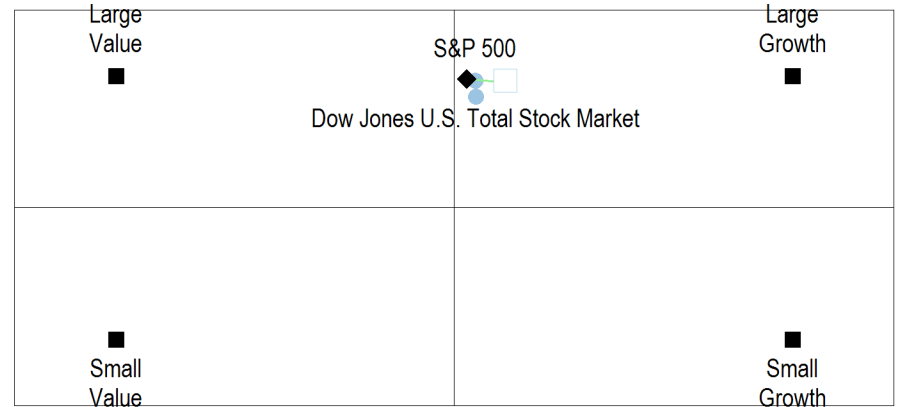 Large
Value
S&P 500
Large
Growth
Dow Jones U.S. Total Stock Market
Small
Value
Small
Growth